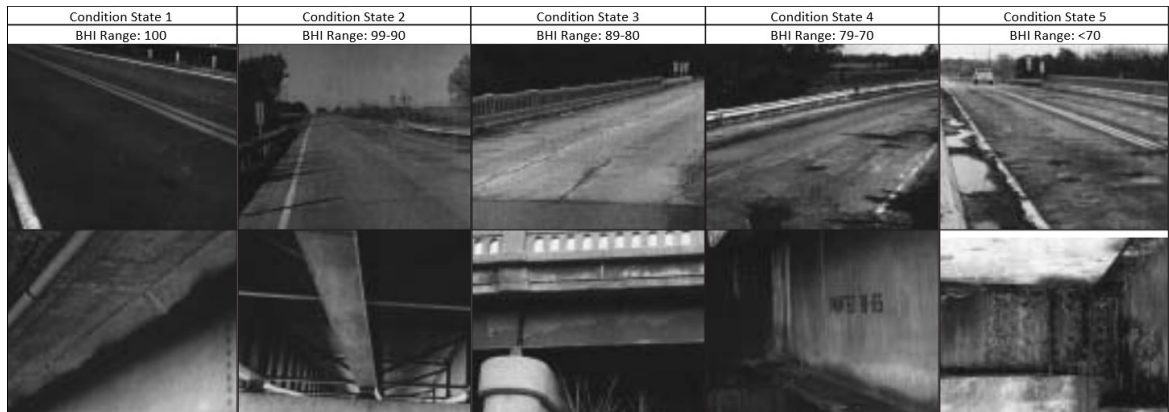 Condition State 1
Condition State 2
Condition State 3
Condition State 4
Condition State 5
BHI Range: 100
BHI Range: 99-90
BHI Range: 89-80
BHI Range: 79-70
BHI Range: <70